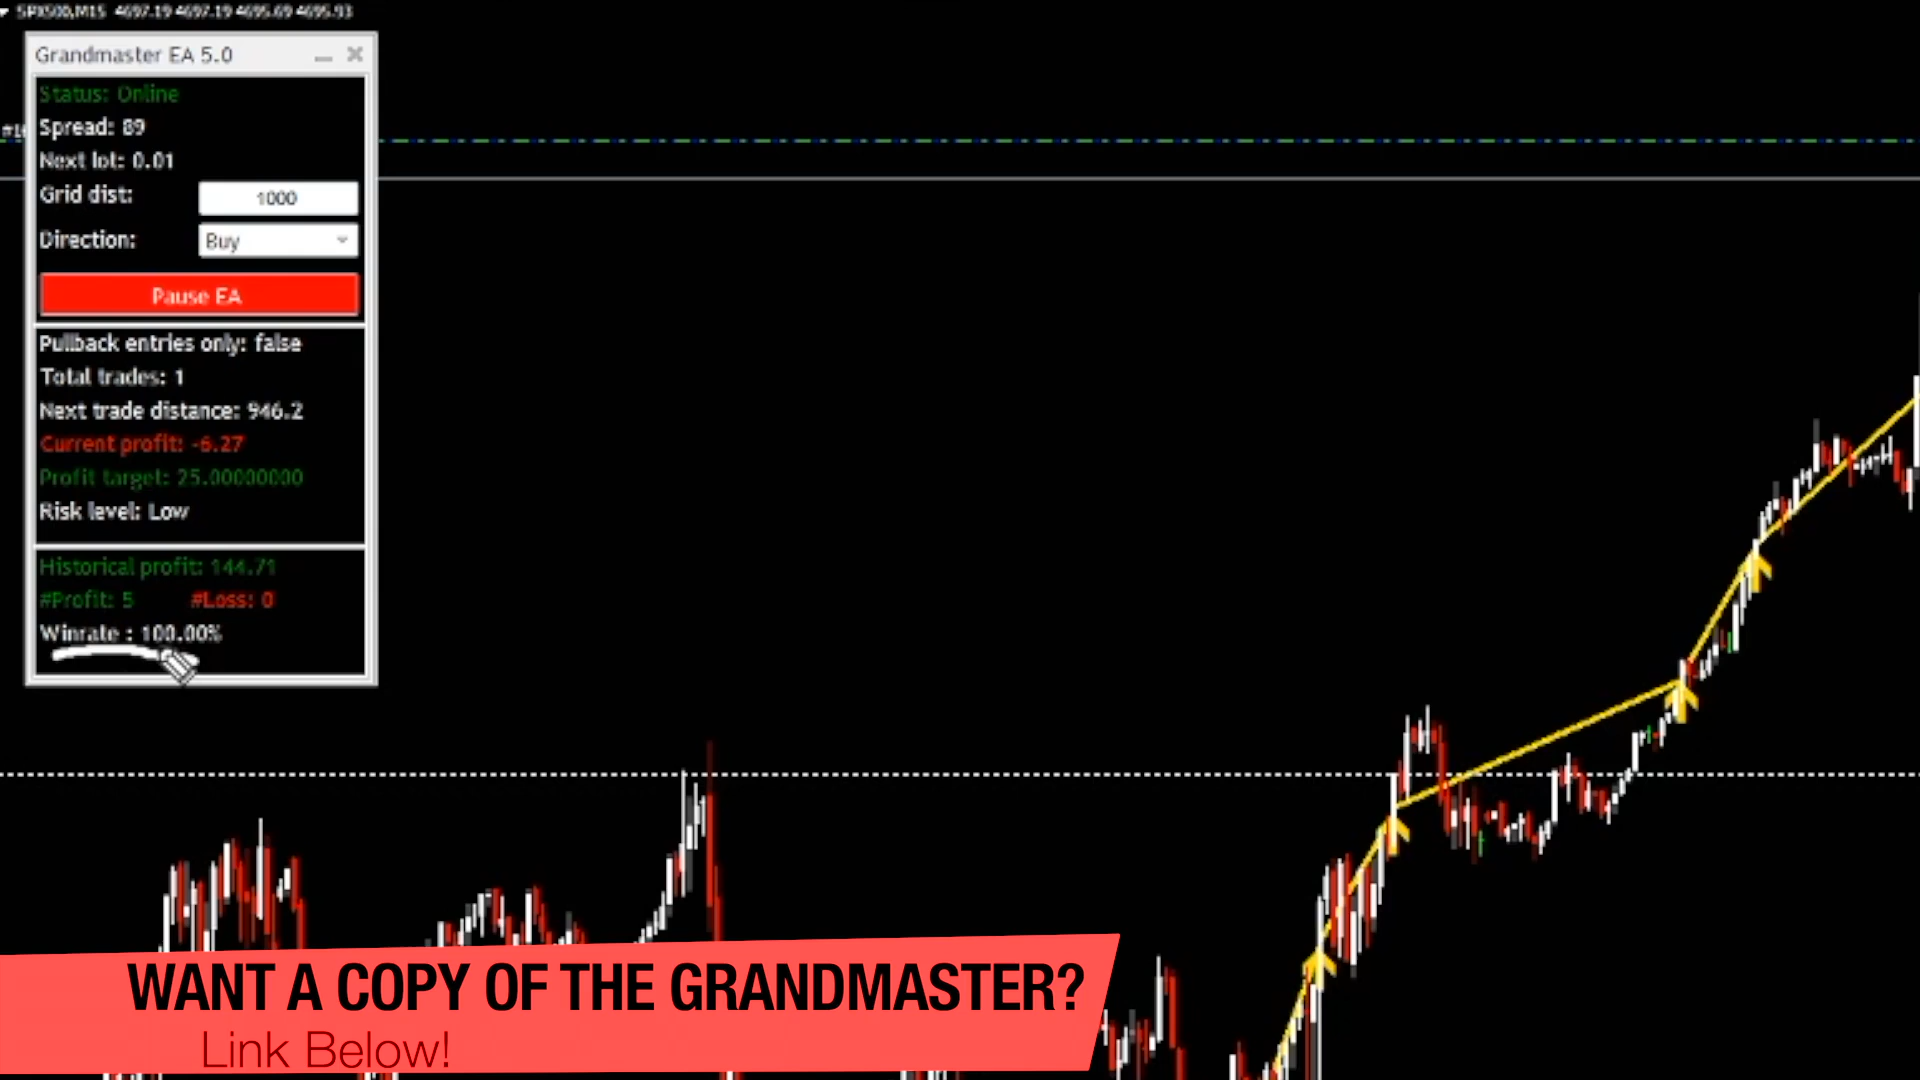 SPX500,M15 4697.19 4697.19 4695.69 4695.93
Grandmaster EA 5.0
Status: Online
Spread: 89
Next lot: 0.01
Grid dist: 1000
Direction: Buy
Pause EA
Pullback entries only: false
Total trades: 1
Next trade distance: 946.2
Current profit: -6.27
Profit target: 25.00000000
Risk level: Low
Historical profit: 144.71
#Profit: 5 #Loss: 0
Winrate : 100.00%
WANT A COPY OF THE GRANDMASTER?
Link Below!